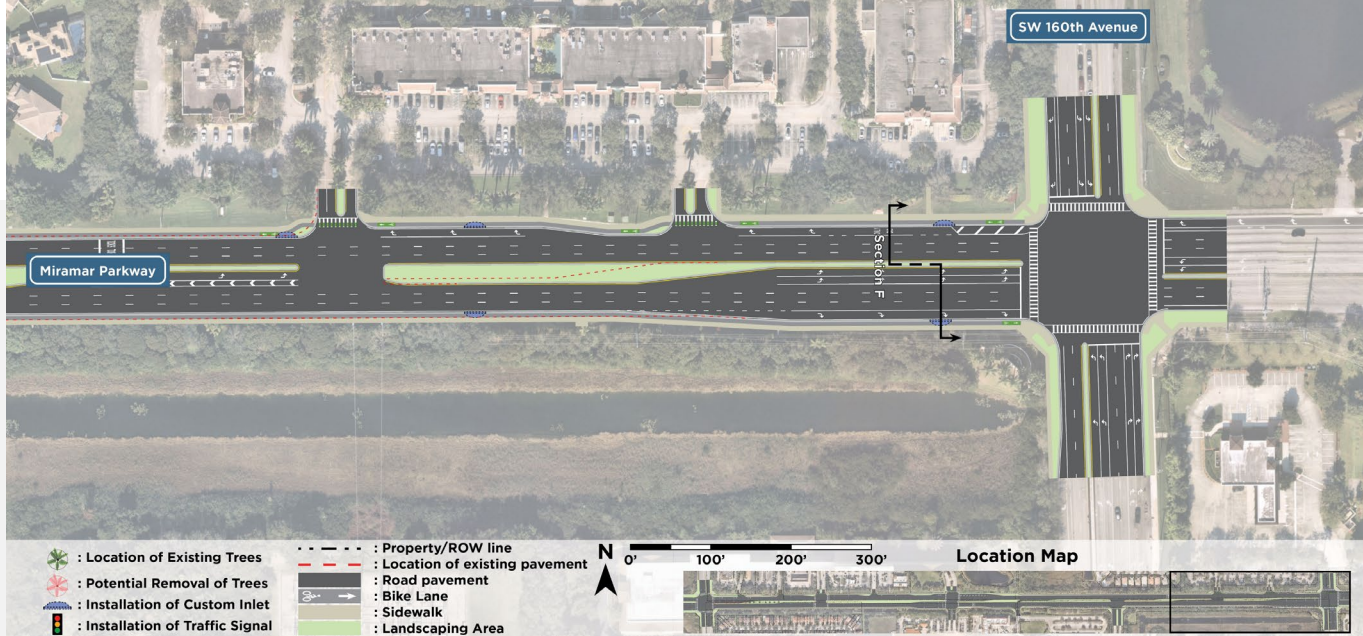 SW 160th Avenue
Miramar Parkway
Section F
: Location of Existing Trees
: Potential Removal of Trees
: Installation of Custom Inlet
: Installation of Traffic Signal
: Property/ROW line
: Location of existing pavement
: Road pavement
: Bike Lane
: Sidewalk
: Landscaping Area
N
0' 100' 200' 300'
Location Map